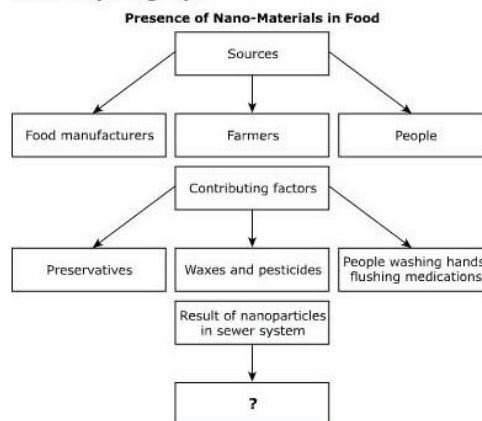 Presence of Nano-Materials in Food
Sources
Food manufacturers
Farmers
People
Contributing factors
Preservatives
Waxes and pesticides
People washing hands
flushing medications
Result of nanoparticles
in sewer system
?